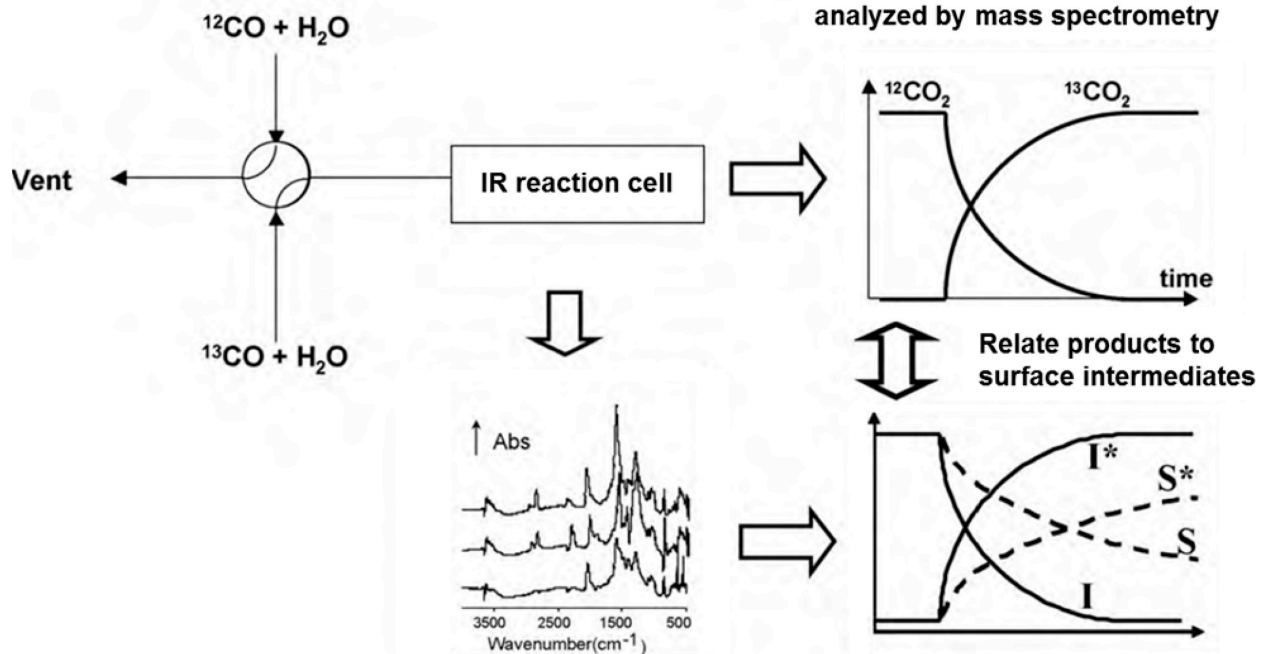 analyzed by mass spectrometry
¹²CO + H₂O
Vent
IR reaction cell
¹³CO + H₂O
¹²CO₂
¹³CO₂
time
Relate products to
surface intermediates
Abs
3500 2500 1500 500
Wavenumber(cm⁻¹)
I*
S*
S
I